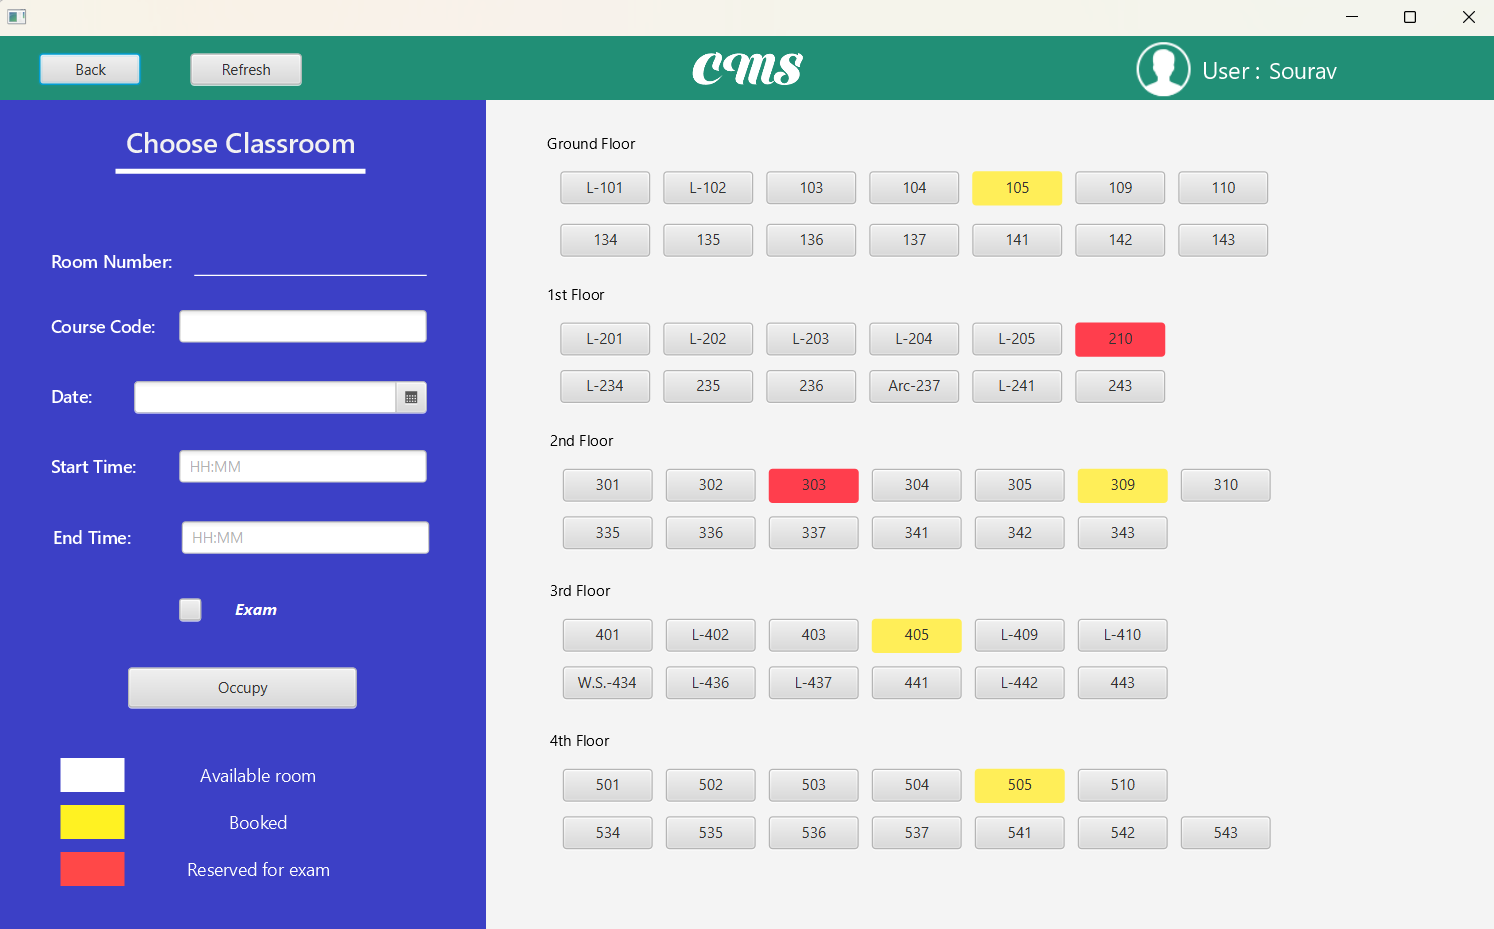 Back Refresh CMS User : Sourav
Choose Classroom
Room Number:
Course Code:
Date:
Start Time: HH:MM
End Time: HH:MM
Exam
Occupy
Available room
Booked
Reserved for exam
Ground Floor
L-101 L-102 103 104 105 109 110
134 135 136 137 141 142 143
1st Floor
L-201 L-202 L-203 L-204 L-205 210
L-234 235 236 Arc-237 L-241 243
2nd Floor
301 302 303 304 305 309 310
335 336 337 341 342 343
3rd Floor
401 L-402 403 405 L-409 L-410
W.S.-434 L-436 L-437 441 L-442 443
4th Floor
501 502 503 504 505 510
534 535 536 537 541 542 543